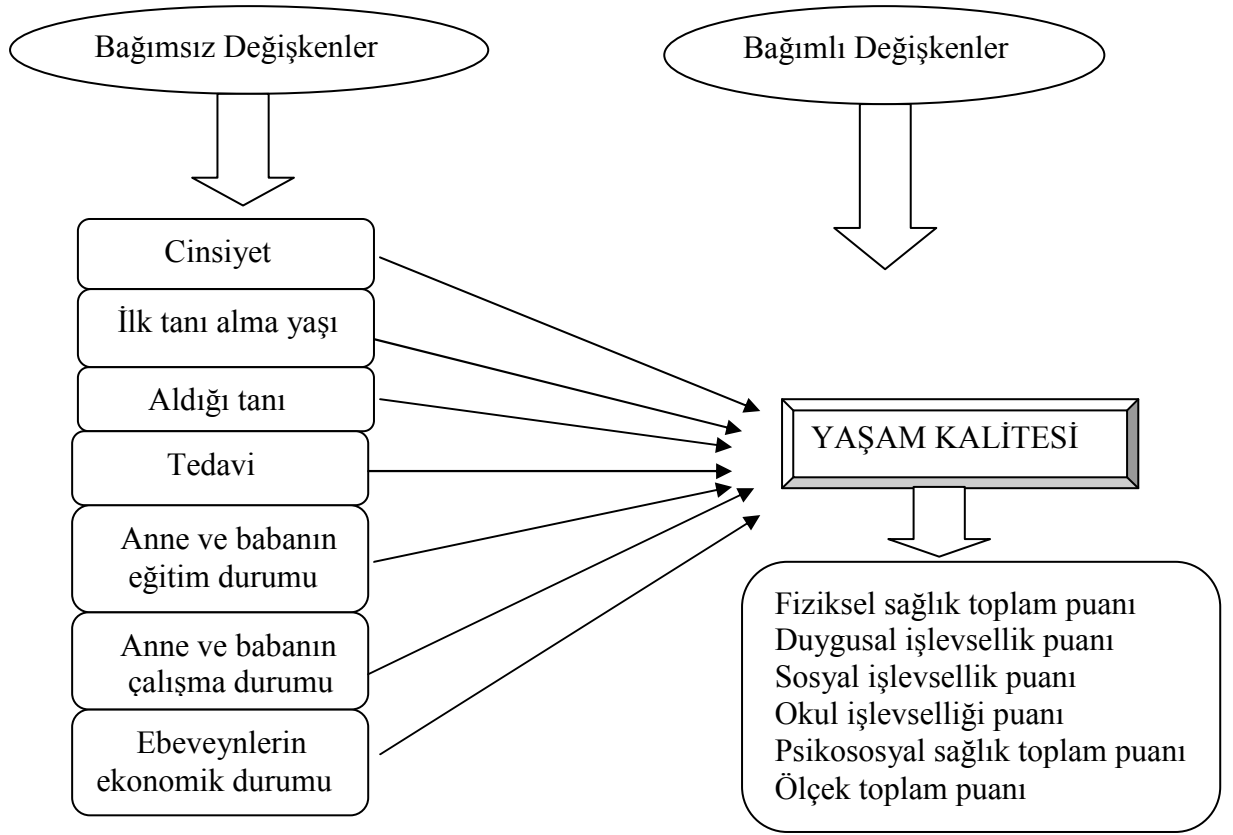 Bağımsız Değişkenler
Bağımlı Değişkenler
Cinsiyet
İlk tanı alma yaşı
Aldığı tanı
Tedavi
Anne ve babanın
eğitim durumu
Anne ve babanın
çalışma durumu
Ebeveynlerin
ekonomik durumu
YAŞAM KALİTESİ
Fiziksel sağlık toplam puanı
Duygusal işlevsellik puanı
Sosyal işlevsellik puanı
Okul işlevselliği puanı
Psikososyal sağlık toplam puanı
Ölçek toplam puanı